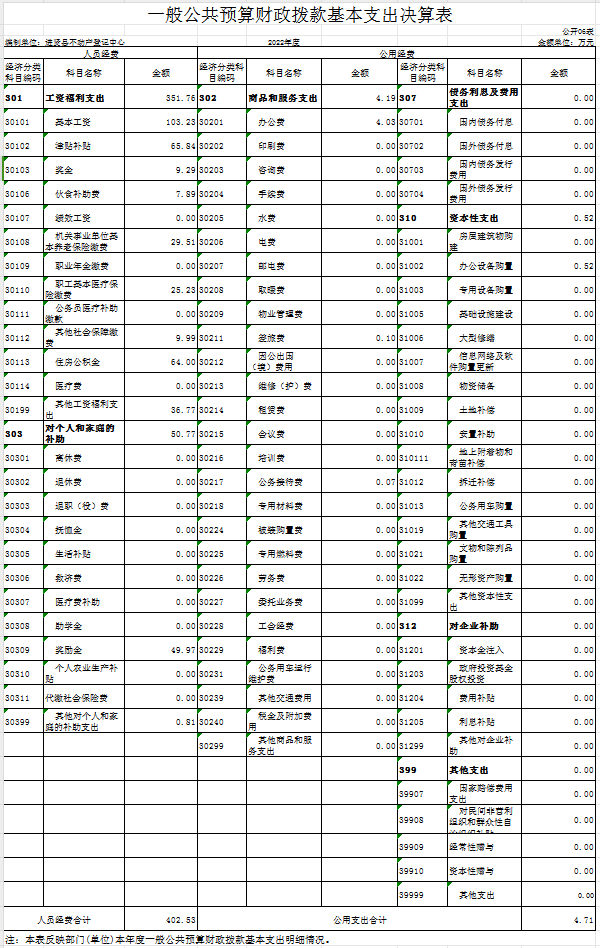 一般公共预算财政拨款基本支出决算表
公开06表
编制单位：进贤县不动产登记中心 2022年度 金额单位：万元
人员经费 公用经费
经济分类科目编码 科目名称 金额 经济分类科目编码 科目名称 金额 经济分类科目编码 科目名称 金额
301 工资福利支出 351.76 302 商品和服务支出 4.19 307 债务利息及费用支出 0.00
30101 基本工资 103.23 30201 办公费 4.03 30701 国内债务付息 0.00
30102 津贴补贴 65.84 30202 印刷费 0.00 30702 国外债务付息 0.00
30103 奖金 9.29 30203 咨询费 0.00 30703 国内债务发行费用 0.00
30106 伙食补助费 7.89 30204 手续费 0.00 30704 国外债务发行费用 0.00
30107 绩效工资 0.00 30205 水费 0.00 310 资本性支出 0.52
30108 机关事业单位基本养老保险缴费 29.51 30206 电费 0.00 31001 房屋建筑物购建 0.00
30109 职业年金缴费 0.00 30207 邮电费 0.00 31002 办公设备购置 0.52
30110 职工基本医疗保险缴费 25.23 30208 取暖费 0.00 31003 专用设备购置 0.00
30111 公务员医疗补助缴款 0.00 30209 物业管理费 0.00 31005 基础设施建设 0.00
30112 其他社会保障缴费 9.99 30211 差旅费 0.10 31006 大型修缮 0.00
30113 住房公积金 64.00 30212 因公出国（境）费用 0.00 31007 信息网络及软件购置更新 0.00
30114 医疗费 0.00 30213 维修（护）费 0.00 31008 物资储备 0.00
30199 其他工资福利支出 36.77 30214 租赁费 0.00 31009 土地补偿 0.00
303 对个人和家庭的补助 50.77 30215 会议费 0.00 31010 安置补助 0.00
30301 离休费 0.00 30216 培训费 0.00 310111 地上附着物和青苗补偿 0.00
30302 退休费 0.00 30217 公务接待费 0.07 31012 拆迁补偿 0.00
30303 退职（役）费 0.00 30218 专用材料费 0.00 31013 公务用车购置 0.00
30304 抚恤金 0.00 30224 被装购置费 0.00 31019 其他交通工具购置 0.00
30305 生活补贴 0.00 30225 专用燃料费 0.00 31021 文物和陈列品购置 0.00
30306 救济费 0.00 30226 劳务费 0.00 31022 无形资产购置 0.00
30307 医疗费补助 0.00 30227 委托业务费 0.00 31099 其他资本性支出 0.00
30308 助学金 0.00 30228 工会经费 0.00 312 对企业补助 0.00
30309 奖励金 49.97 30229 福利费 0.00 31201 资本金注入 0.00
30310 个人农业生产补贴 0.00 30231 公务用车运行维护费 0.00 31203 政府投资基金股权投资 0.00
30311 代缴社会保险费 0.00 30239 其他交通费用 0.00 31204 费用补贴 0.00
30399 其他对个人和家庭的补助支出 0.81 30240 税金及附加费用 0.00 31205 利息补贴 0.00
30299 其他商品和服务支出 0.00 31299 其他对企业补助 0.00
399 其他支出 0.00
39907 国家赔偿费用支出 0.00
39908 对民间非营利组织和群众性自治组织补贴 0.00
39909 经常性赠与 0.00
39910 资本性赠与 0.00
39999 其他支出 0.00
人员经费合计 402.53 公用支出合计 4.71
注：本表反映部门(单位)本年度一般公共预算财政拨款基本支出明细情况。